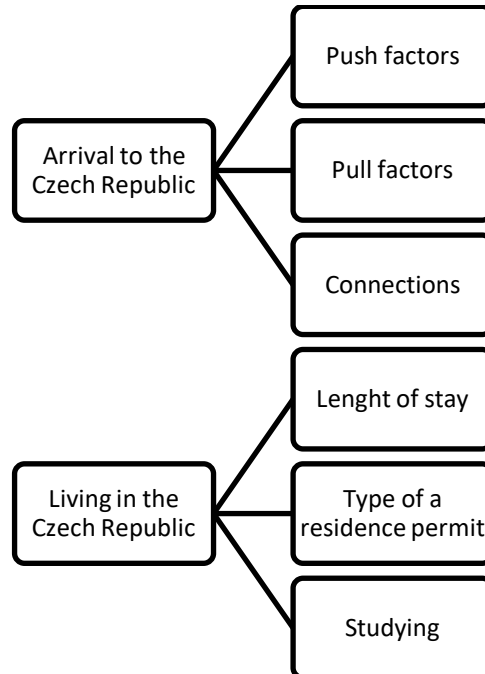 Arrival to the
Czech Republic
Push factors
Pull factors
Connections
Living in the
Czech Republic
Lenght of stay
Type of a
residence permit
Studying